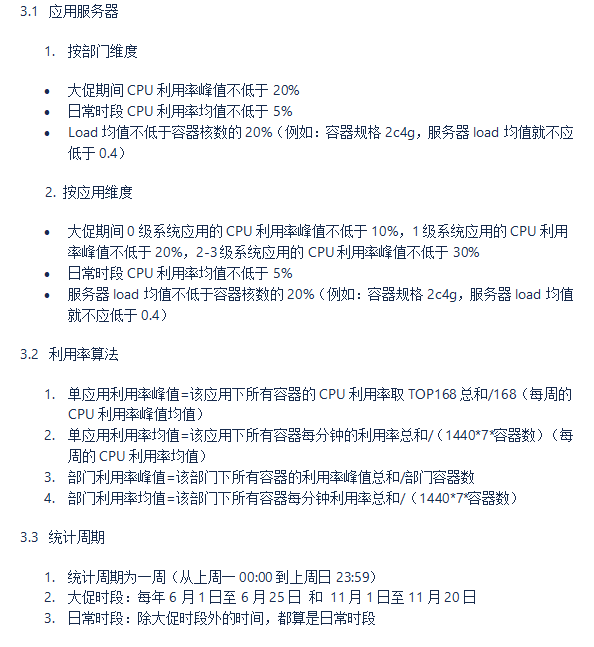 3.1 应用服务器
1. 按部门维度
• 大促期间 CPU 利用率峰值不低于 20%
• 日常时段 CPU 利用率均值不低于 5%
• Load 均值不低于容器核数的 20%（例如：容器规格 2c4g，服务器 load 均值就不应
低于 0.4）
2. 按应用维度
• 大促期间 0 级系统应用的 CPU 利用率峰值不低于 10%，1 级系统应用的 CPU 利用
率峰值不低于 20%，2-3 级系统应用的 CPU 利用率峰值不低于 30%
• 日常时段 CPU 利用率均值不低于 5%
• 服务器 load 均值不低于容器核数的 20%（例如：容器规格 2c4g，服务器 load 均值
就不应低于 0.4）
3.2 利用率算法
1. 单应用利用率峰值=该应用下所有容器的 CPU 利用率取 TOP168 总和/168（每周的
CPU 利用率峰值均值）
2. 单应用利用率均值=该应用下所有容器每分钟的利用率总和/（1440*7*容器数）（每
周的 CPU 利用率均值）
3. 部门利用率峰值=该部门下所有容器的利用率峰值总和/部门容器数
4. 部门利用率均值=该部门下所有容器每分钟利用率总和/（1440*7*容器数）
3.3 统计周期
1. 统计周期为一周（从上周一 00:00 到上周日 23:59）
2. 大促时段：每年 6 月 1 日至 6 月 25 日 和 11 月 1 日至 11 月 20 日
3. 日常时段：除大促时段外的时间，都算是日常时段